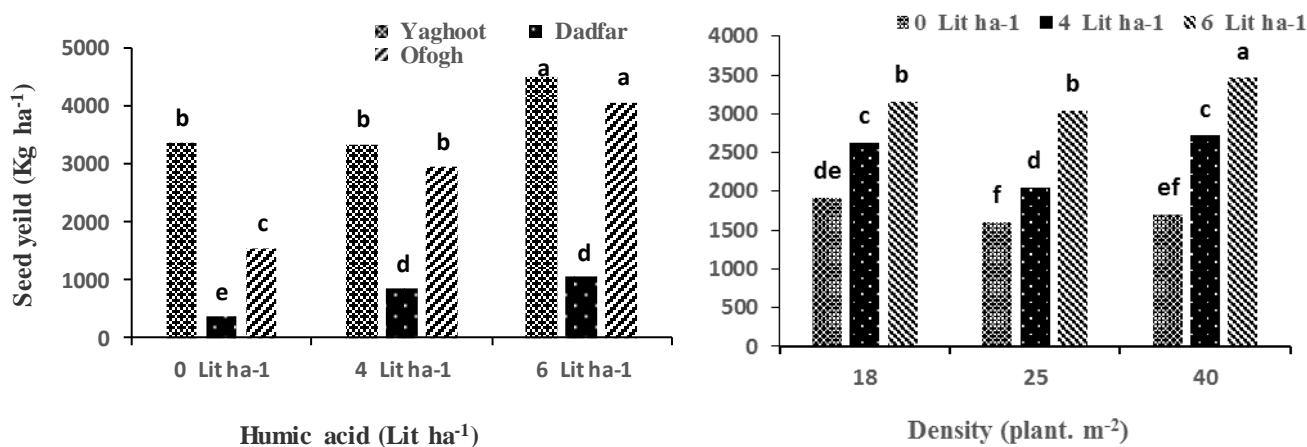 Yaghoot Dadfar
Ofogh
5000
4000
3000
2000
1000
0
Seed yeild (Kg ha-1)
b
e
c
b
d
b
a
d
a
0 Lit ha-1
4 Lit ha-1
6 Lit ha-1
Humic acid (Lit ha-1)
0 Lit ha-1 4 Lit ha-1 6 Lit ha-1
4000
3500
3000
2500
2000
1500
1000
500
0
de
c
b
f
d
b
ef
c
a
18
25
40
Density (plant. m-2)